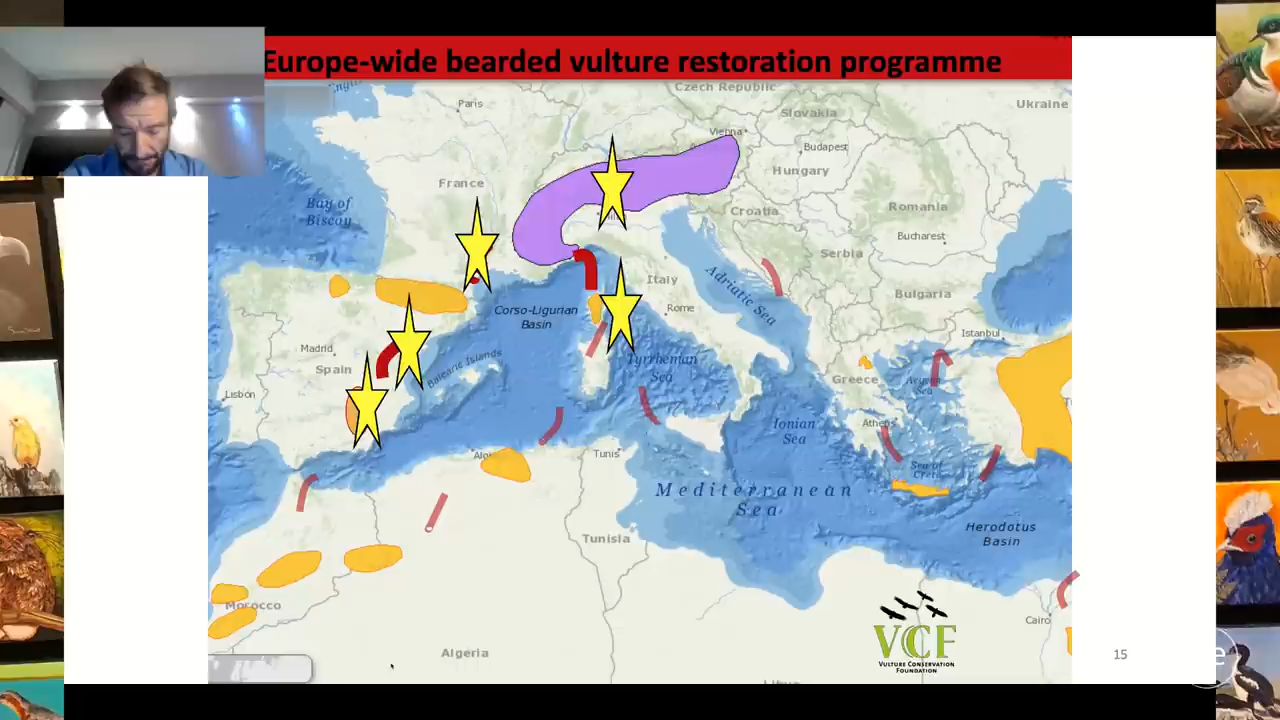 Europe-wide bearded vulture restoration programme
Czech Republic
Paris
Ukraine
Slovakia
Vienna
Budapest
Hungary
France
Bay of
Biscay
Romania
Croatia
Bucharest
Serbia
Adriatic Sea
Italy
Bulgaria
Corso-Ligurian
Basin
Rome
Istanbul
Madrid
Spain
Balearic Islands
Tyrrhenian
Sea
Greece
Aegean
Sea
Lisbon
Ionian
Sea
Athens
Tunis
Sea of
Crete
Mediterranean
Sea
Herodotus
Basin
Tunisia
Morocco
Cairo
VCF
VULTURE CONSERVATION
FOUNDATION
Algeria
15
e